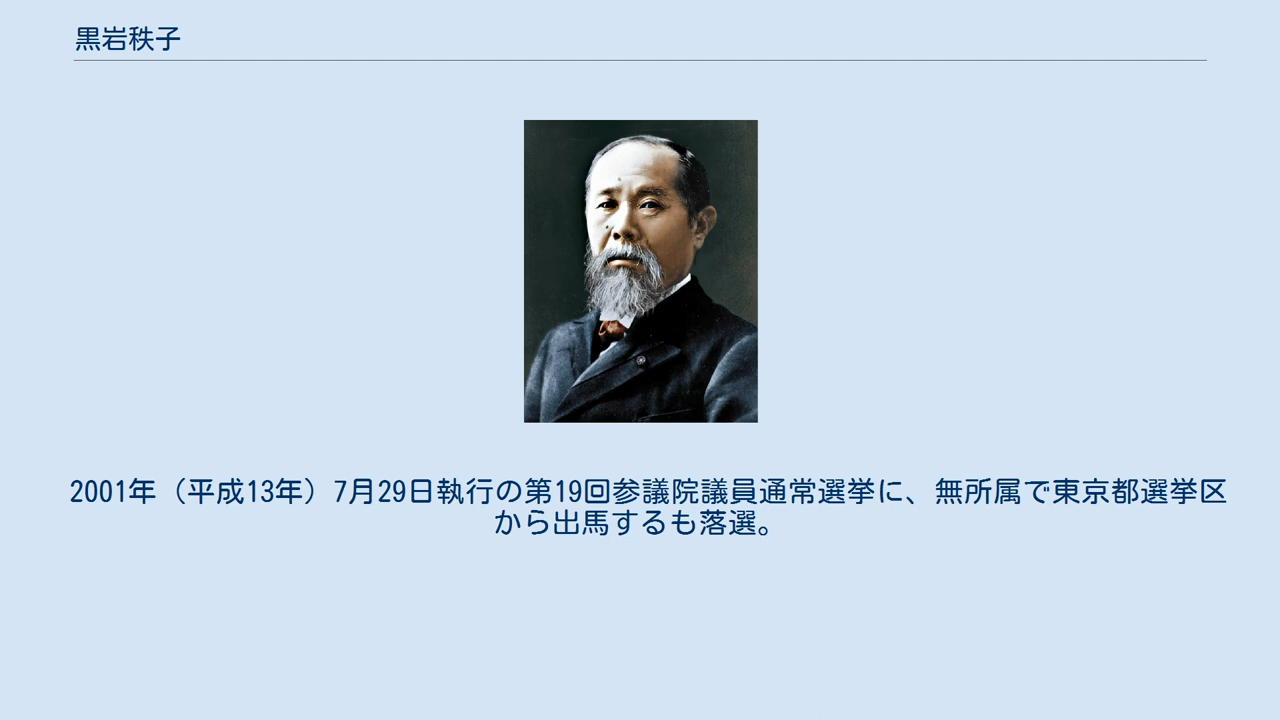 黒岩秩子
2001年（平成13年）7月29日執行の第19回参議院議員通常選挙に、無所属で東京都選挙区
から出馬するも落選。